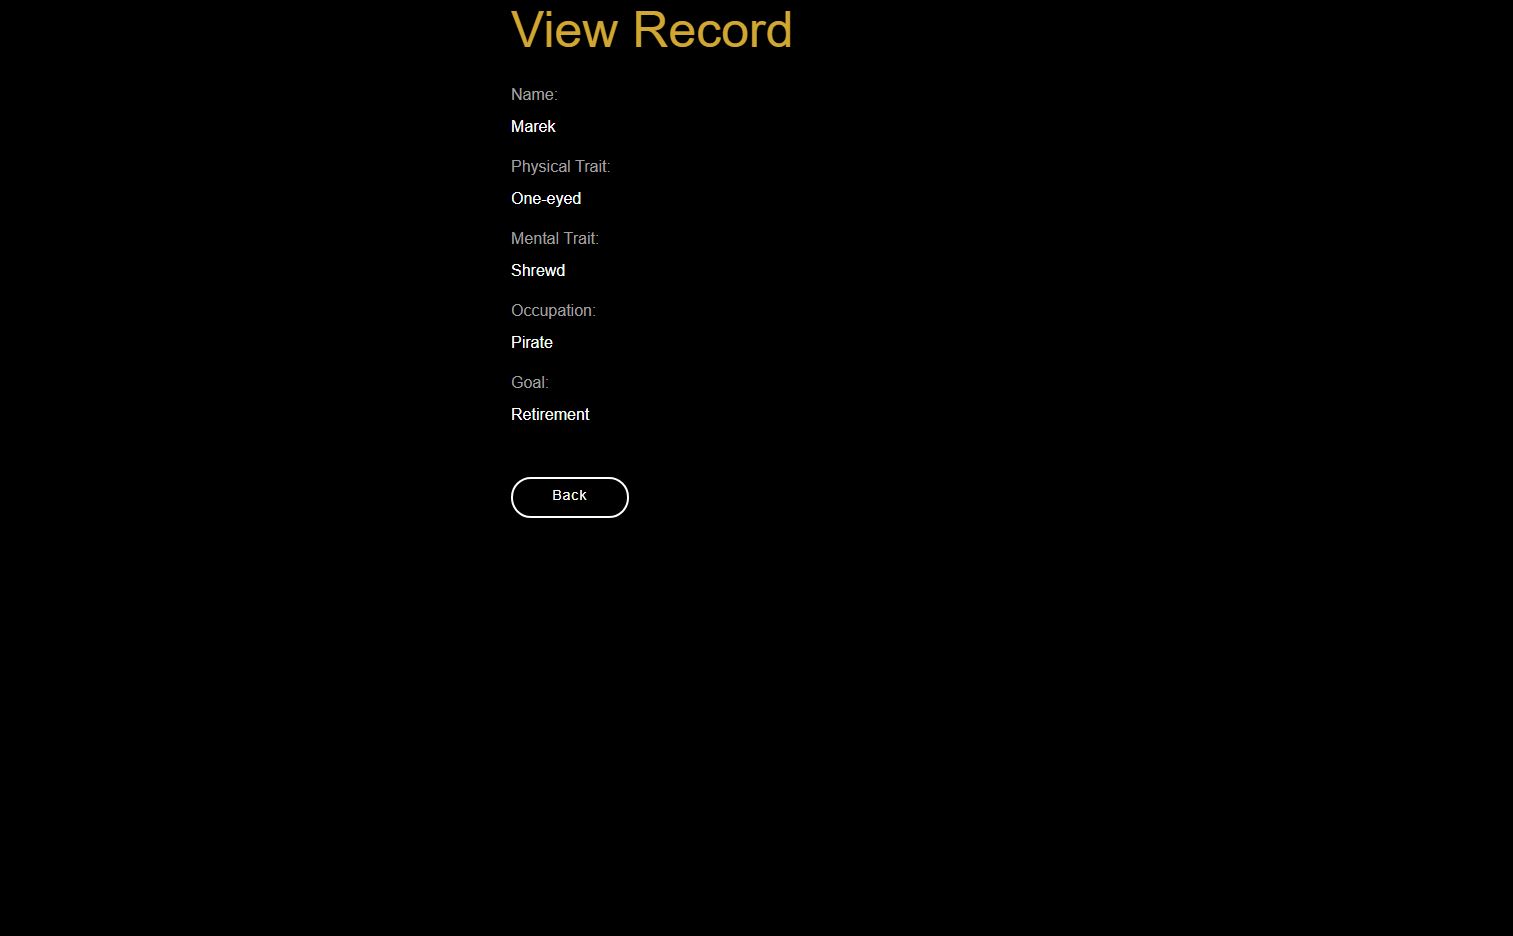 View Record
Name:
Marek
Physical Trait:
One-eyed
Mental Trait:
Shrewd
Occupation:
Pirate
Goal:
Retirement
Back